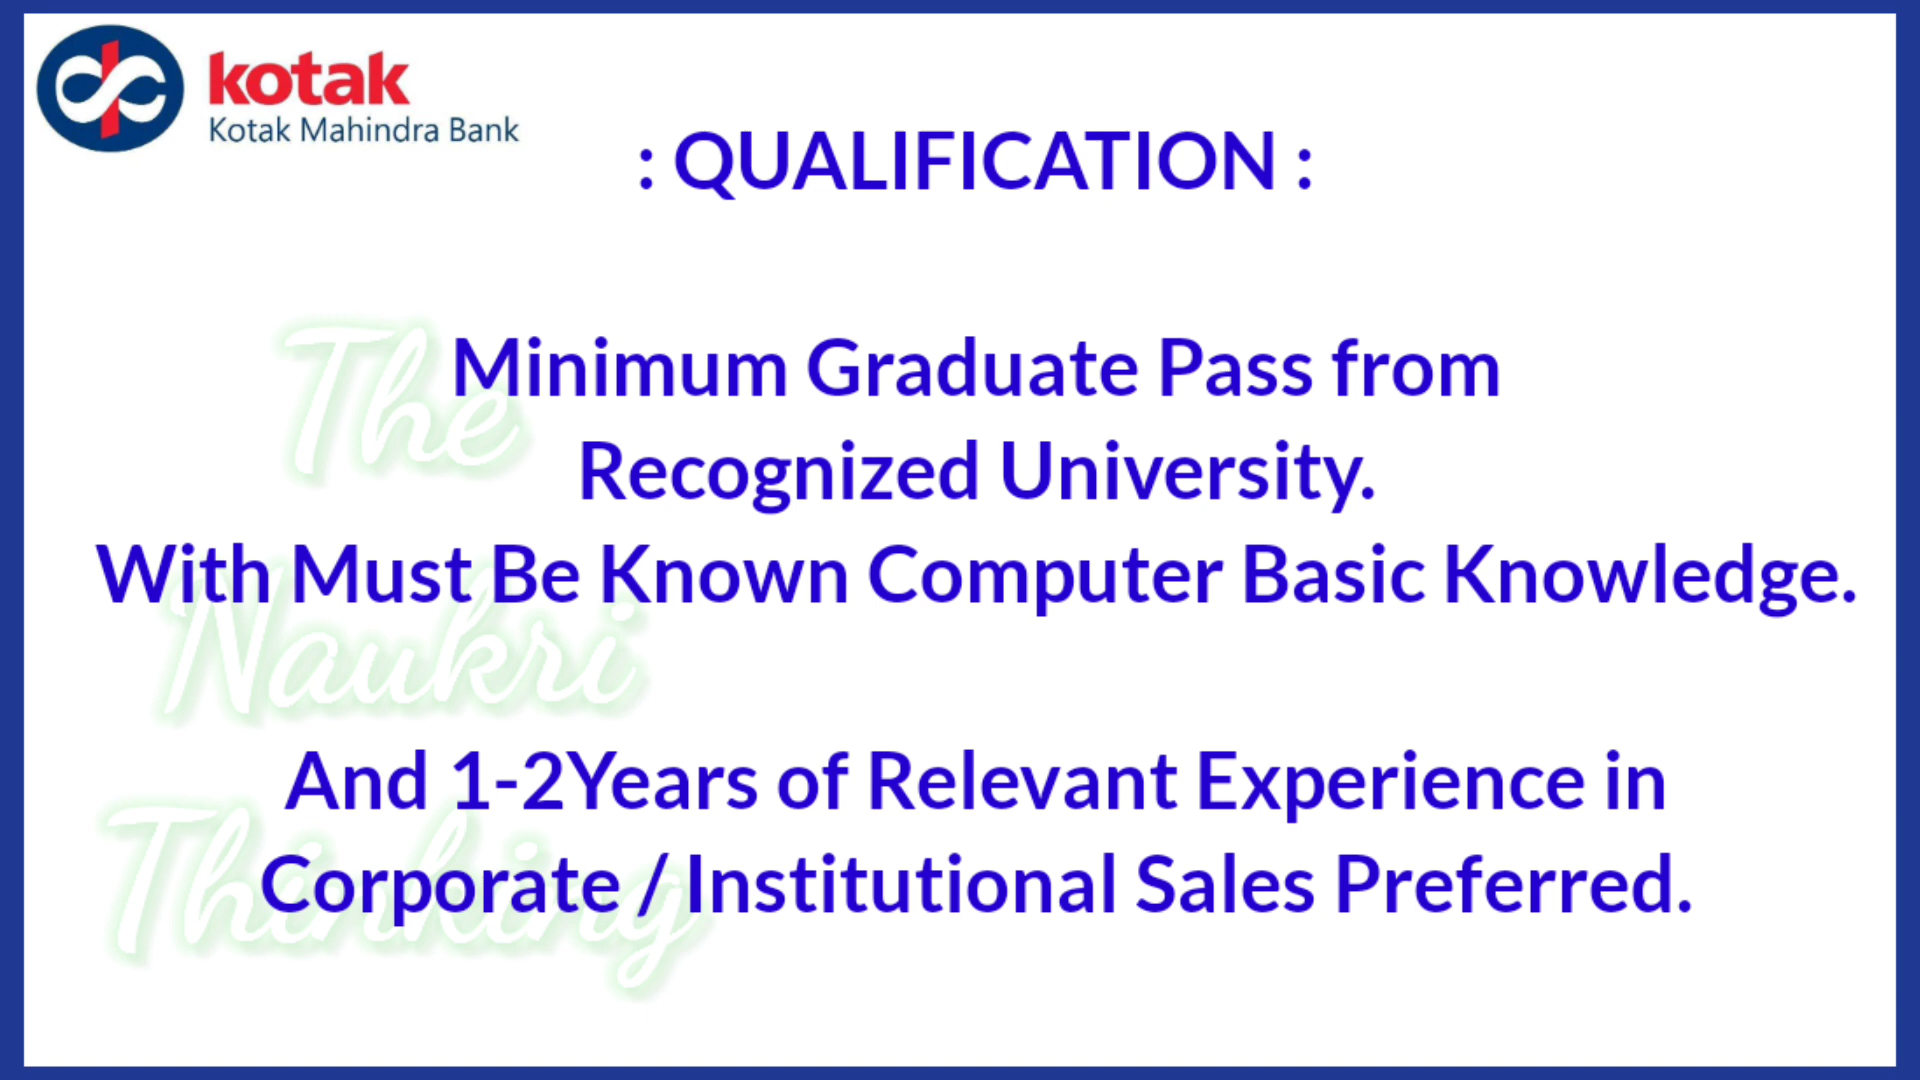 kotak
Kotak Mahindra Bank
: QUALIFICATION :
The
Minimum Graduate Pass from
Recognized University.
With Must Be Known Computer Basic Knowledge.
Naukri
And 1-2Years of Relevant Experience in
Thinking
Corporate / Institutional Sales Preferred.